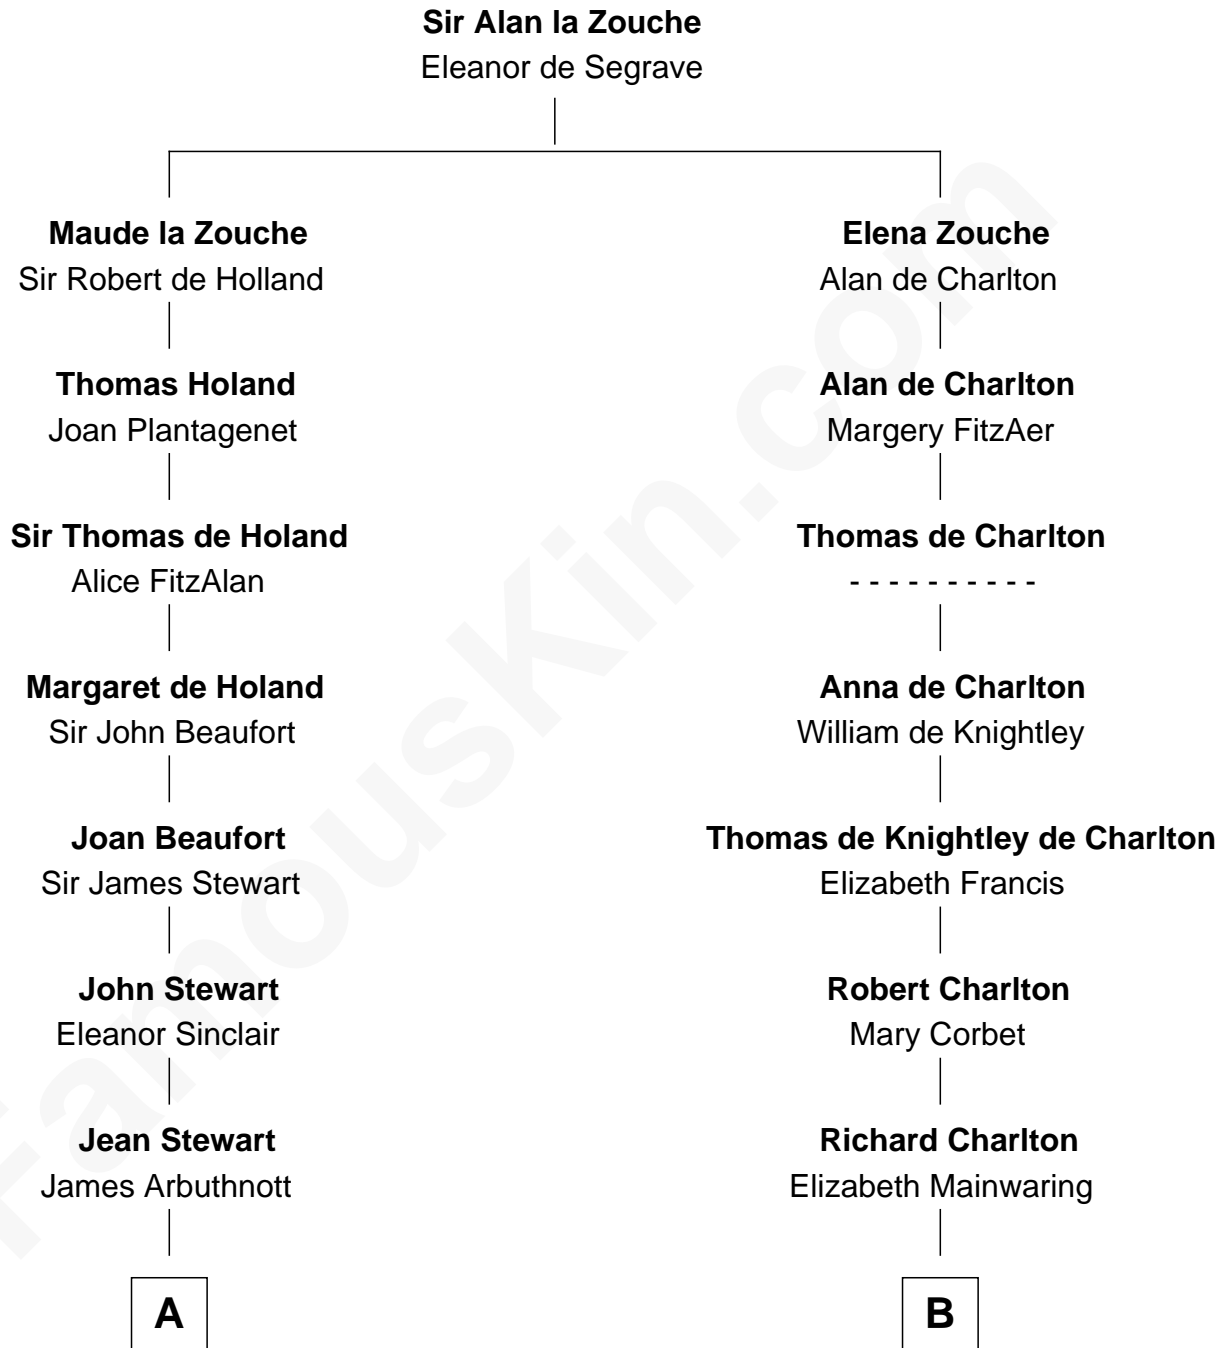 Sir Alan la Zouche
Eleanor de Segrave
Maude la Zouche
Sir Robert de Holland
Thomas Holand
Joan Plantagenet
Sir Thomas de Holand
Alice FitzAlan
Margaret de Holand
Sir John Beaufort
Joan Beaufort
Sir James Stewart
John Stewart
Eleanor Sinclair
Jean Stewart
James Arbuthnott
A
Elena Zouche
Alan de Charlton
Alan de Charlton
Margery FitzAer
Thomas de Charlton
- - - - - - - - - -
Anna de Charlton
William de Knightley
Thomas de Knightley de Charlton
Elizabeth Francis
Robert Charlton
Mary Corbet
Richard Charlton
Elizabeth Mainwaring
B
FamousKin.com